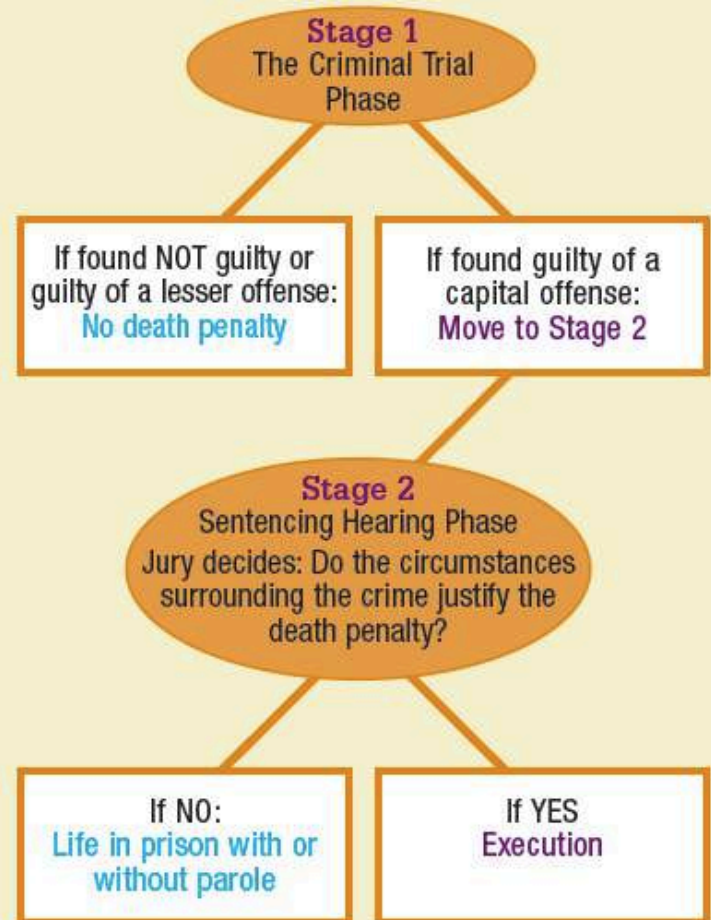 Stage 1
The Criminal Trial
Phase
If found NOT guilty or
guilty of a lesser offense:
No death penalty
If found guilty of a
capital offense:
Move to Stage 2
Stage 2
Sentencing Hearing Phase
Jury decides: Do the circumstances
surrounding the crime justify the
death penalty?
If NO:
Life in prison with or
without parole
If YES
Execution